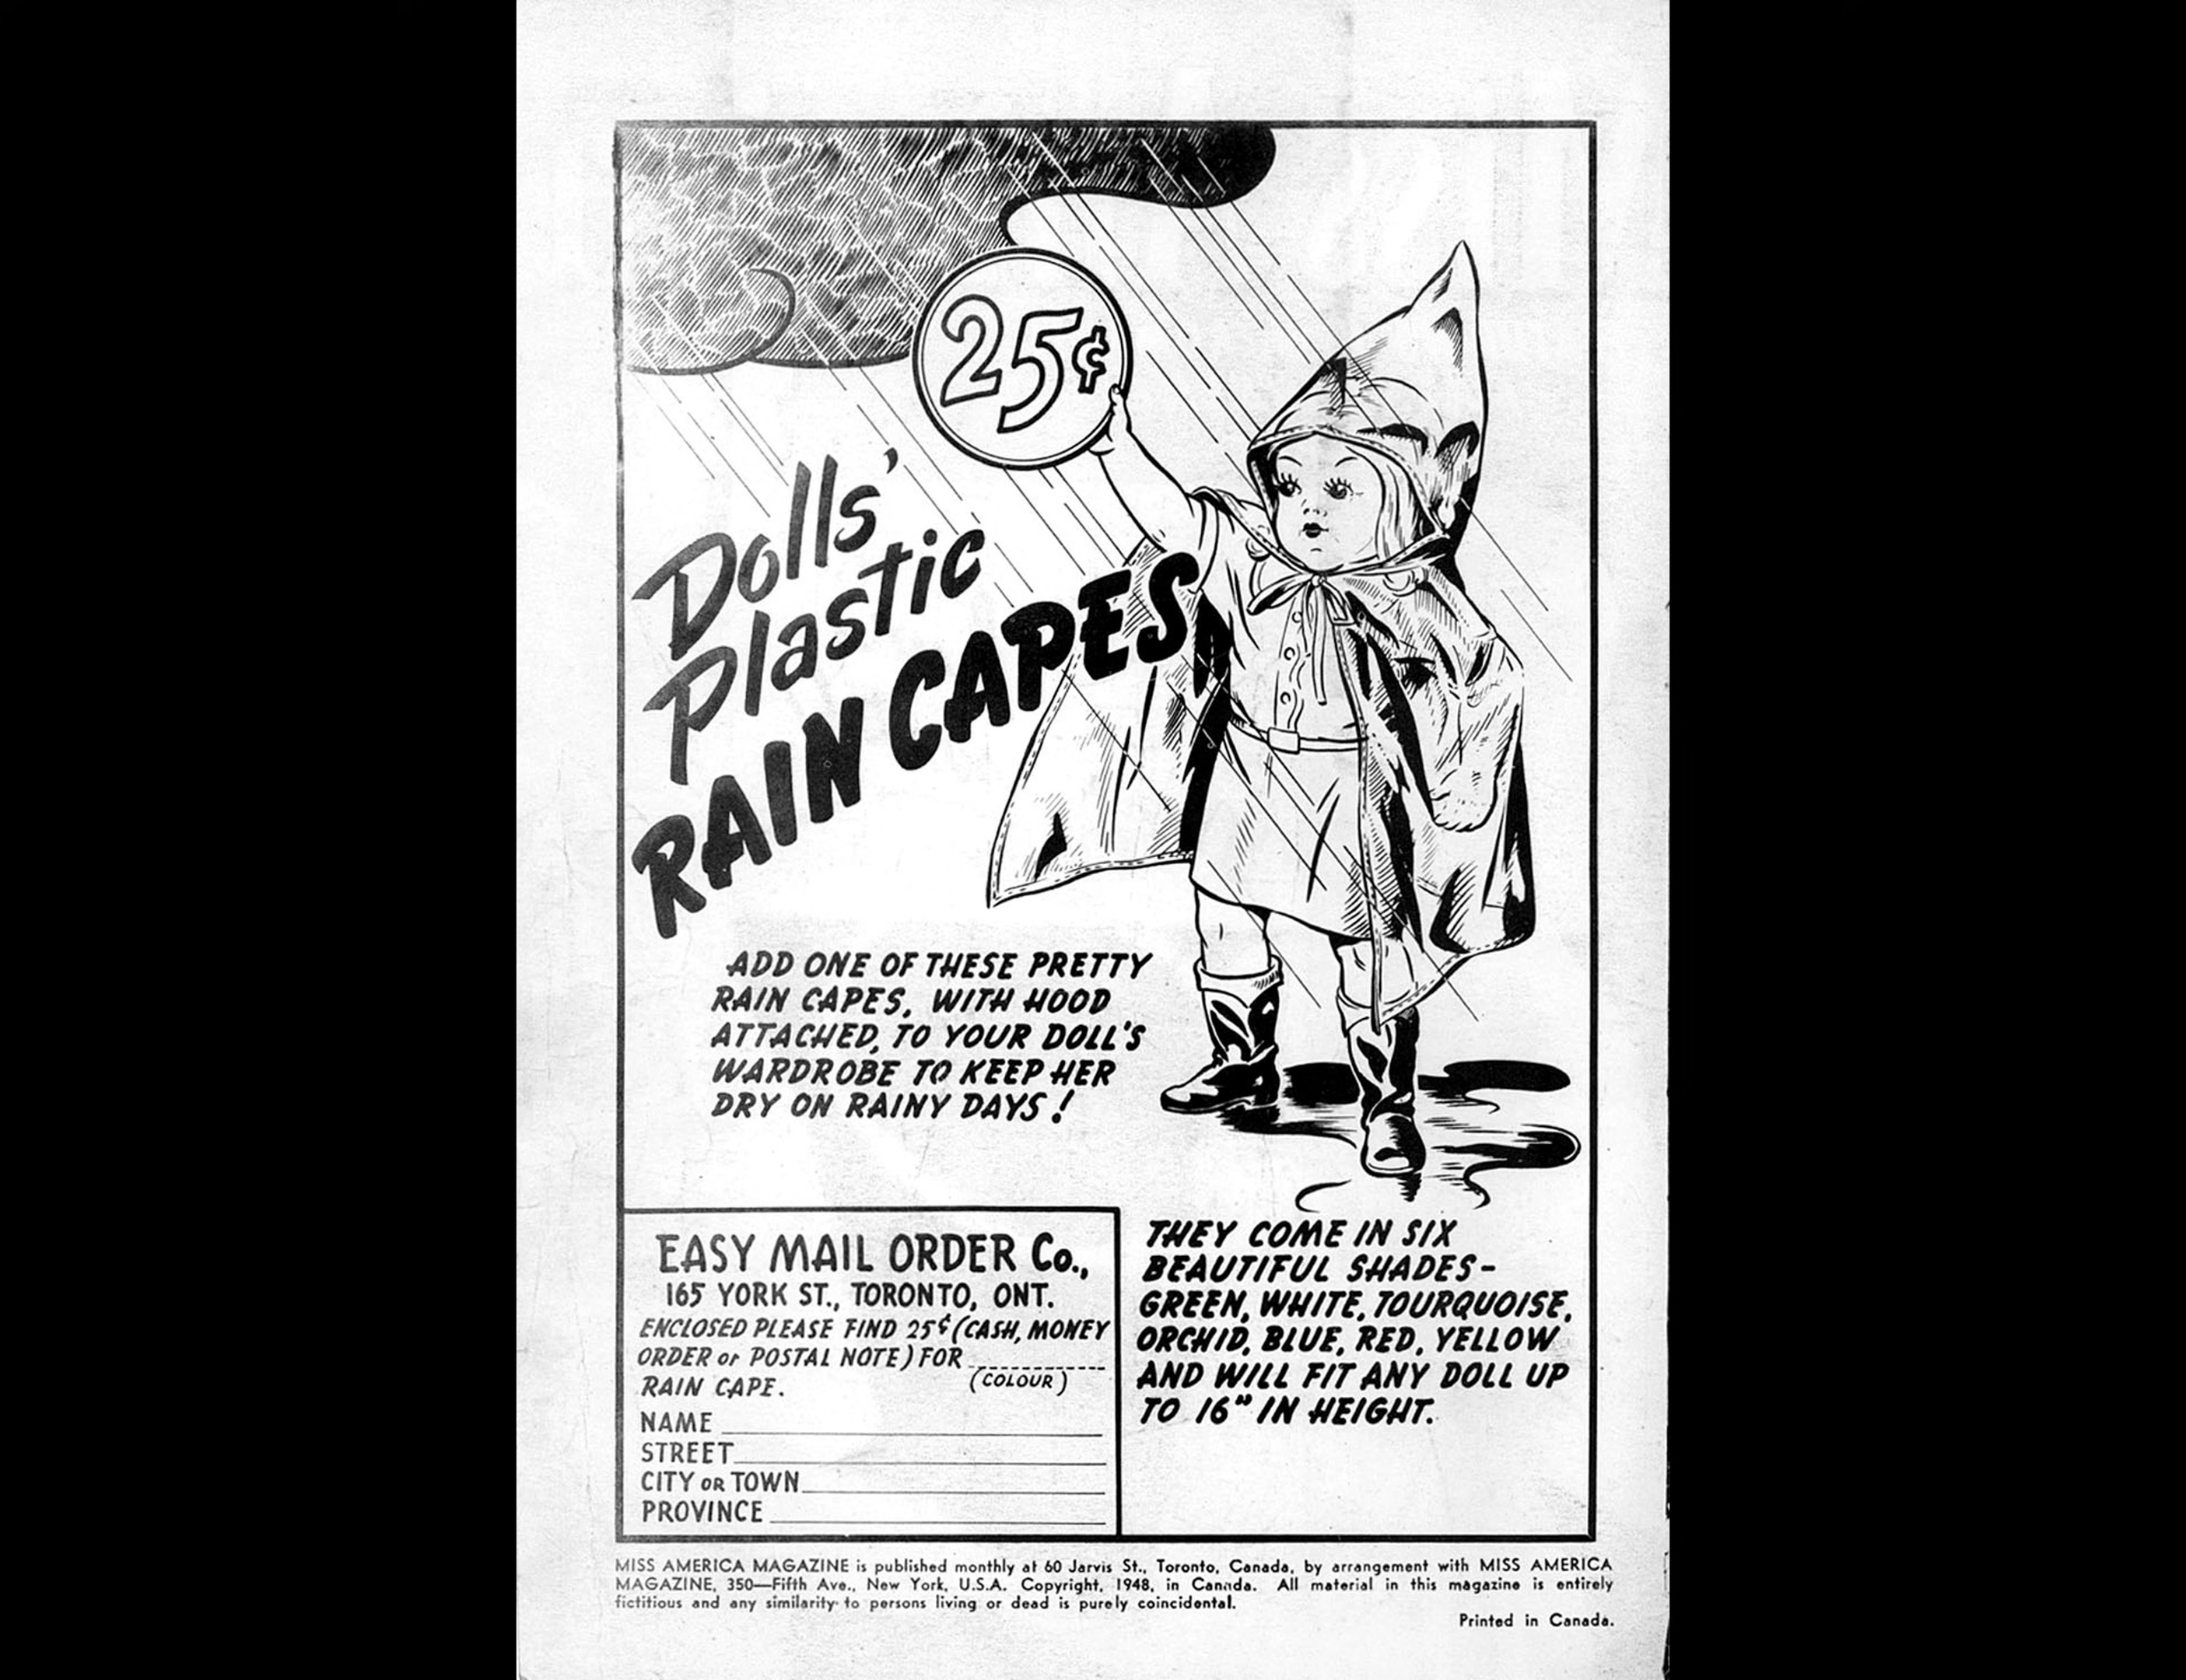 25¢
Dolls'
Plastic
RAIN CAPES
ADD ONE OF THESE PRETTY
RAIN CAPES, WITH HOOD
ATTACHED, TO YOUR DOLL'S
WARDROBE TO KEEP HER
DRY ON RAINY DAYS!
EASY MAIL ORDER Co.,
165 YORK ST., TORONTO, ONT.
ENCLOSED PLEASE FIND 25¢ (CASH, MONEY
ORDER or POSTAL NOTE) FOR
RAIN CAPE. (COLOUR)
NAME
STREET
CITY OR TOWN
PROVINCE
THEY COME IN SIX
BEAUTIFUL SHADES-
GREEN, WHITE, TOURQUOISE,
ORCHID, BLUE, RED, YELLOW
AND WILL FIT ANY DOLL UP
TO 16" IN HEIGHT.
MISS AMERICA MAGAZINE is published monthly at 60 Jarvis St., Toronto, Canada, by arrangement with MISS AMERICA
MAGAZINE, 350—Fifth Ave., New York, U.S.A. Copyright, 1948, in Canada. All material in this magazine is entirely
fictitious and any similarity to persons living or dead is purely coincidental.
Printed in Canada.